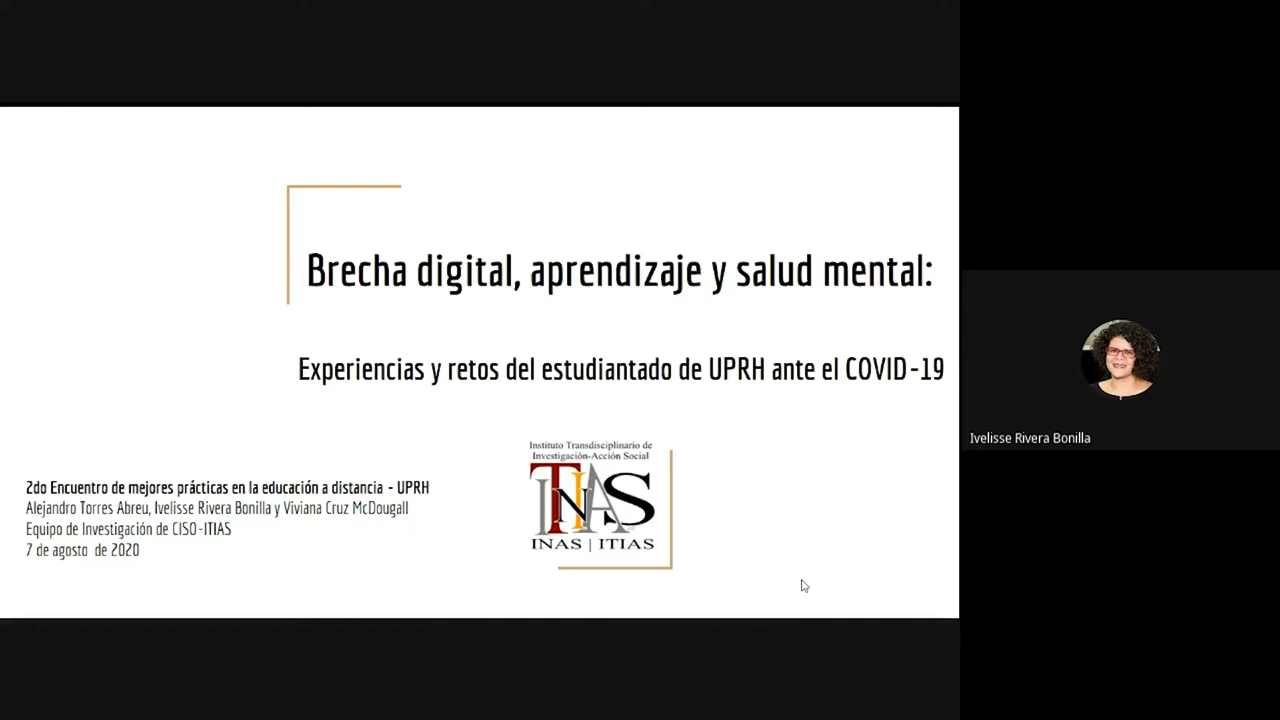 Brecha digital, aprendizaje y salud mental:
Experiencias y retos del estudiantado de UPRH ante el COVID-19
Instituto Transdisciplinario de
Investigación-Acción Social
INAS
INAS | ITIAS
2do Encuentro de mejores prácticas en la educación a distancia - UPRH
Alejandro Torres Abreu, Ivelisse Rivera Bonilla y Viviana Cruz McDougall
Equipo de Investigación de CISO-ITIAS
7 de agosto de 2020
Ivelisse Rivera Bonilla